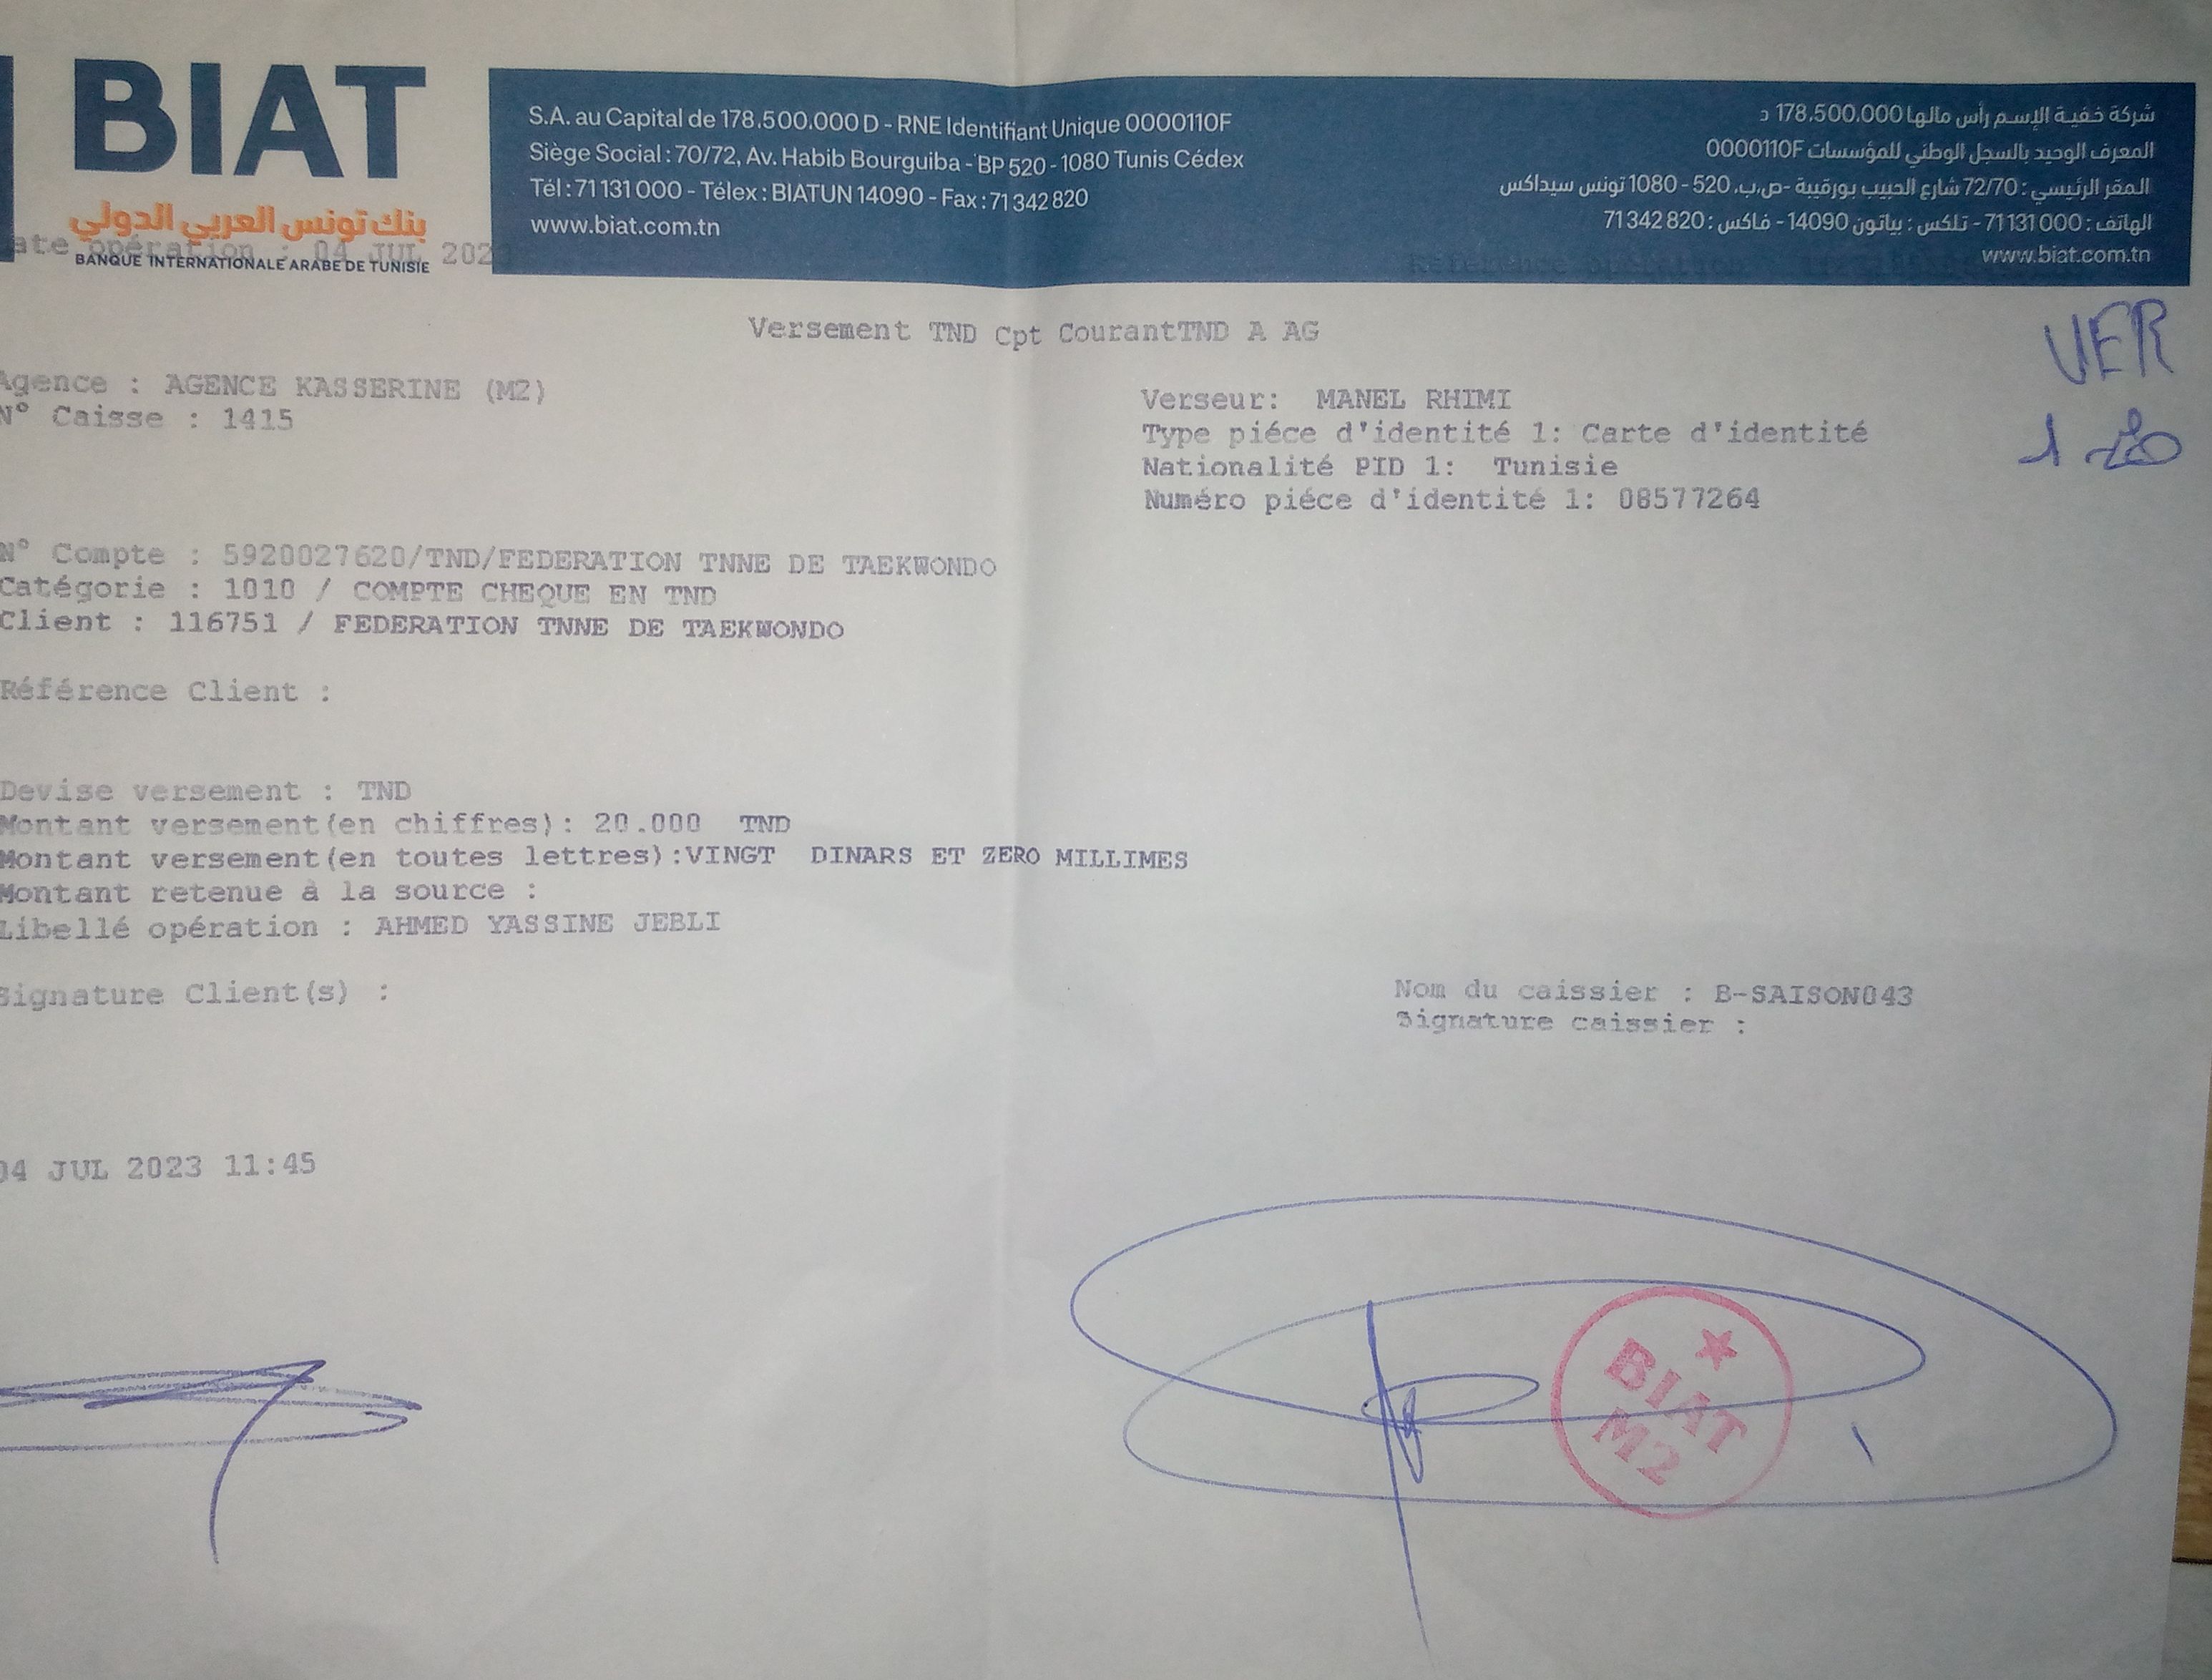 BIAT
بنك تونس العربي الدولي
BANQUE INTERNATIONALE ARABE DE TUNISIE
S.A. au Capital de 178.500.000 D - RNE Identifiant Unique 0000110F
Siège Social : 70/72, Av. Habib Bourguiba - BP 520 - 1080 Tunis Cédex
Tél : 71 131 000 - Télex : BIATUN 14090 - Fax : 71 342 820
www.biat.com.tn
شركة خفية الإسم رأس مالها 178.500.000 د
المعرف الوحيد بالسجل الوطني للمؤسسات 0000110F
المقر الرئيسي : 72/70 شارع الحبيب بورقيبة -ص.ب. 520 - 1080 تونس سيداكس
الهاتف : 71131 000 - تلكس : بياتون 14090 - فاكس : 71 342 820
www.biat.com.tn
ate opération : 04 JUL 202
Versement TND Cpt CourantTND A AG
VER
Agence : AGENCE KASSERINE (M2)
N° Caisse : 1415
Verseur: MANEL RHIMI
Type piéce d'identité 1: Carte d'identité
Nationalité PID 1: Tunisie
Numéro piéce d'identité 1: 08577264
N° Compte : 5920027620/TND/FEDERATION TNNE DE TAEKWONDO
Catégorie : 1010 / COMPTE CHEQUE EN TND
Client : 116751 / FEDERATION TNNE DE TAEKWONDO
Référence Client :
Devise versement : TND
Montant versement(en chiffres): 20.000 TND
Montant versement(en toutes lettres):VINGT DINARS ET ZERO MILLIMES
Montant retenue à la source :
Libellé opération : AHMED YASSINE JEBLI
Signature Client(s) :
Nom du caissier : B-SAISON043
Signature caissier :
04 JUL 2023 11:45
BIAT
M2